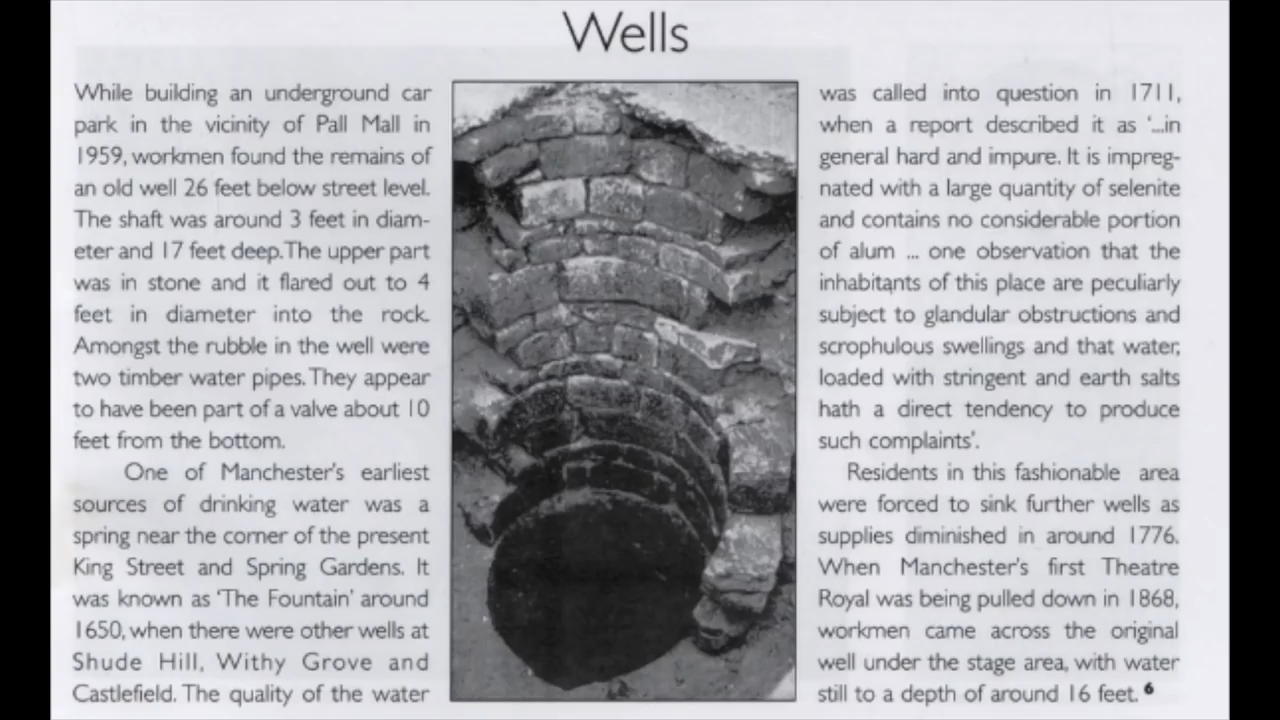 Wells
While building an underground car
park in the vicinity of Pall Mall in
1959, workmen found the remains of
an old well 26 feet below street level.
The shaft was around 3 feet in diam-
eter and 17 feet deep. The upper part
was in stone and it flared out to 4
feet in diameter into the rock.
Amongst the rubble in the well were
two timber water pipes. They appear
to have been part of a valve about 10
feet from the bottom.
One of Manchester's earliest
sources of drinking water was a
spring near the corner of the present
King Street and Spring Gardens. It
was known as 'The Fountain' around
1650, when there were other wells at
Shude Hill, Withy Grove and
Castlefield. The quality of the water
was called into question in 1711,
when a report described it as '...in
general hard and impure. It is impreg-
nated with a large quantity of selenite
and contains no considerable portion
of alum ... one observation that the
inhabitants of this place are peculiarly
subject to glandular obstructions and
scrophulous swellings and that water,
loaded with stringent and earth salts
hath a direct tendency to produce
such complaints'.
Residents in this fashionable area
were forced to sink further wells as
supplies diminished in around 1776.
When Manchester's first Theatre
Royal was being pulled down in 1868,
workmen came across the original
well under the stage area, with water
still to a depth of around 16 feet. 6